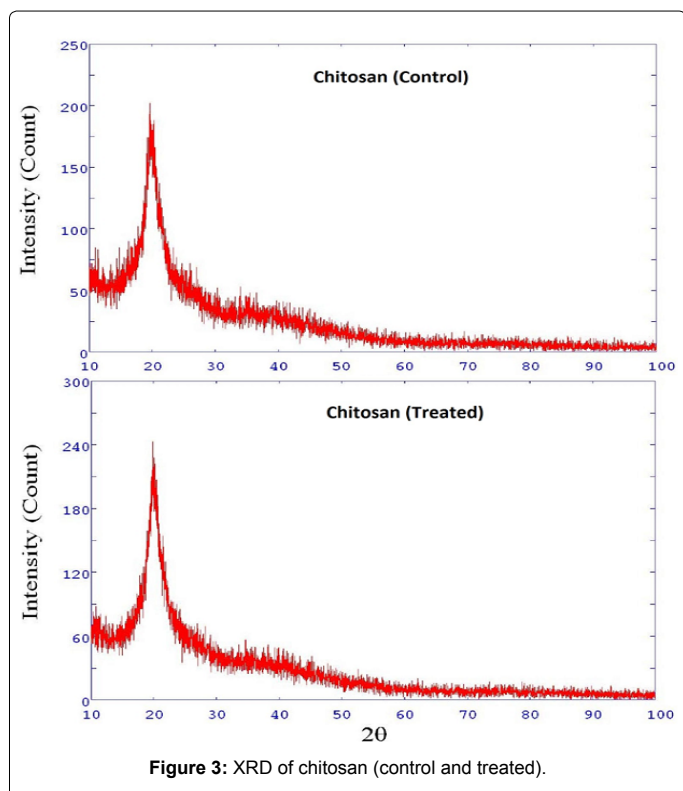 250
Chitosan (Control)
200
150
100
50
0
Intensity (Count)
10 20 30 40 50 60 70 80 90 100
300
Chitosan (Treated)
240
180
120
60
0
Intensity (Count)
10 20 30 40 50 60 70 80 90 100
2θ
Figure 3: XRD of chitosan (control and treated).